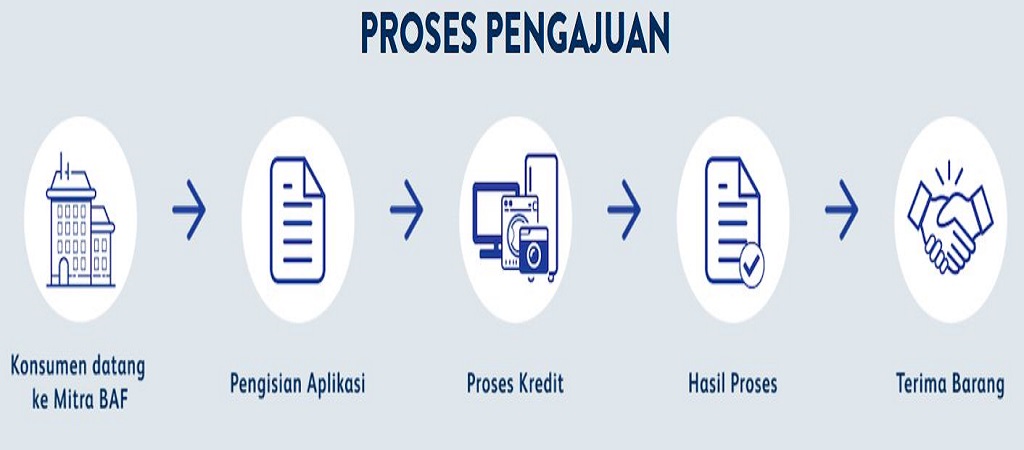 PROSES PENGAJUAN
Konsumen datang
ke Mitra BAF
Pengisian Aplikasi
Proses Kredit
Hasil Proses
Terima Barang